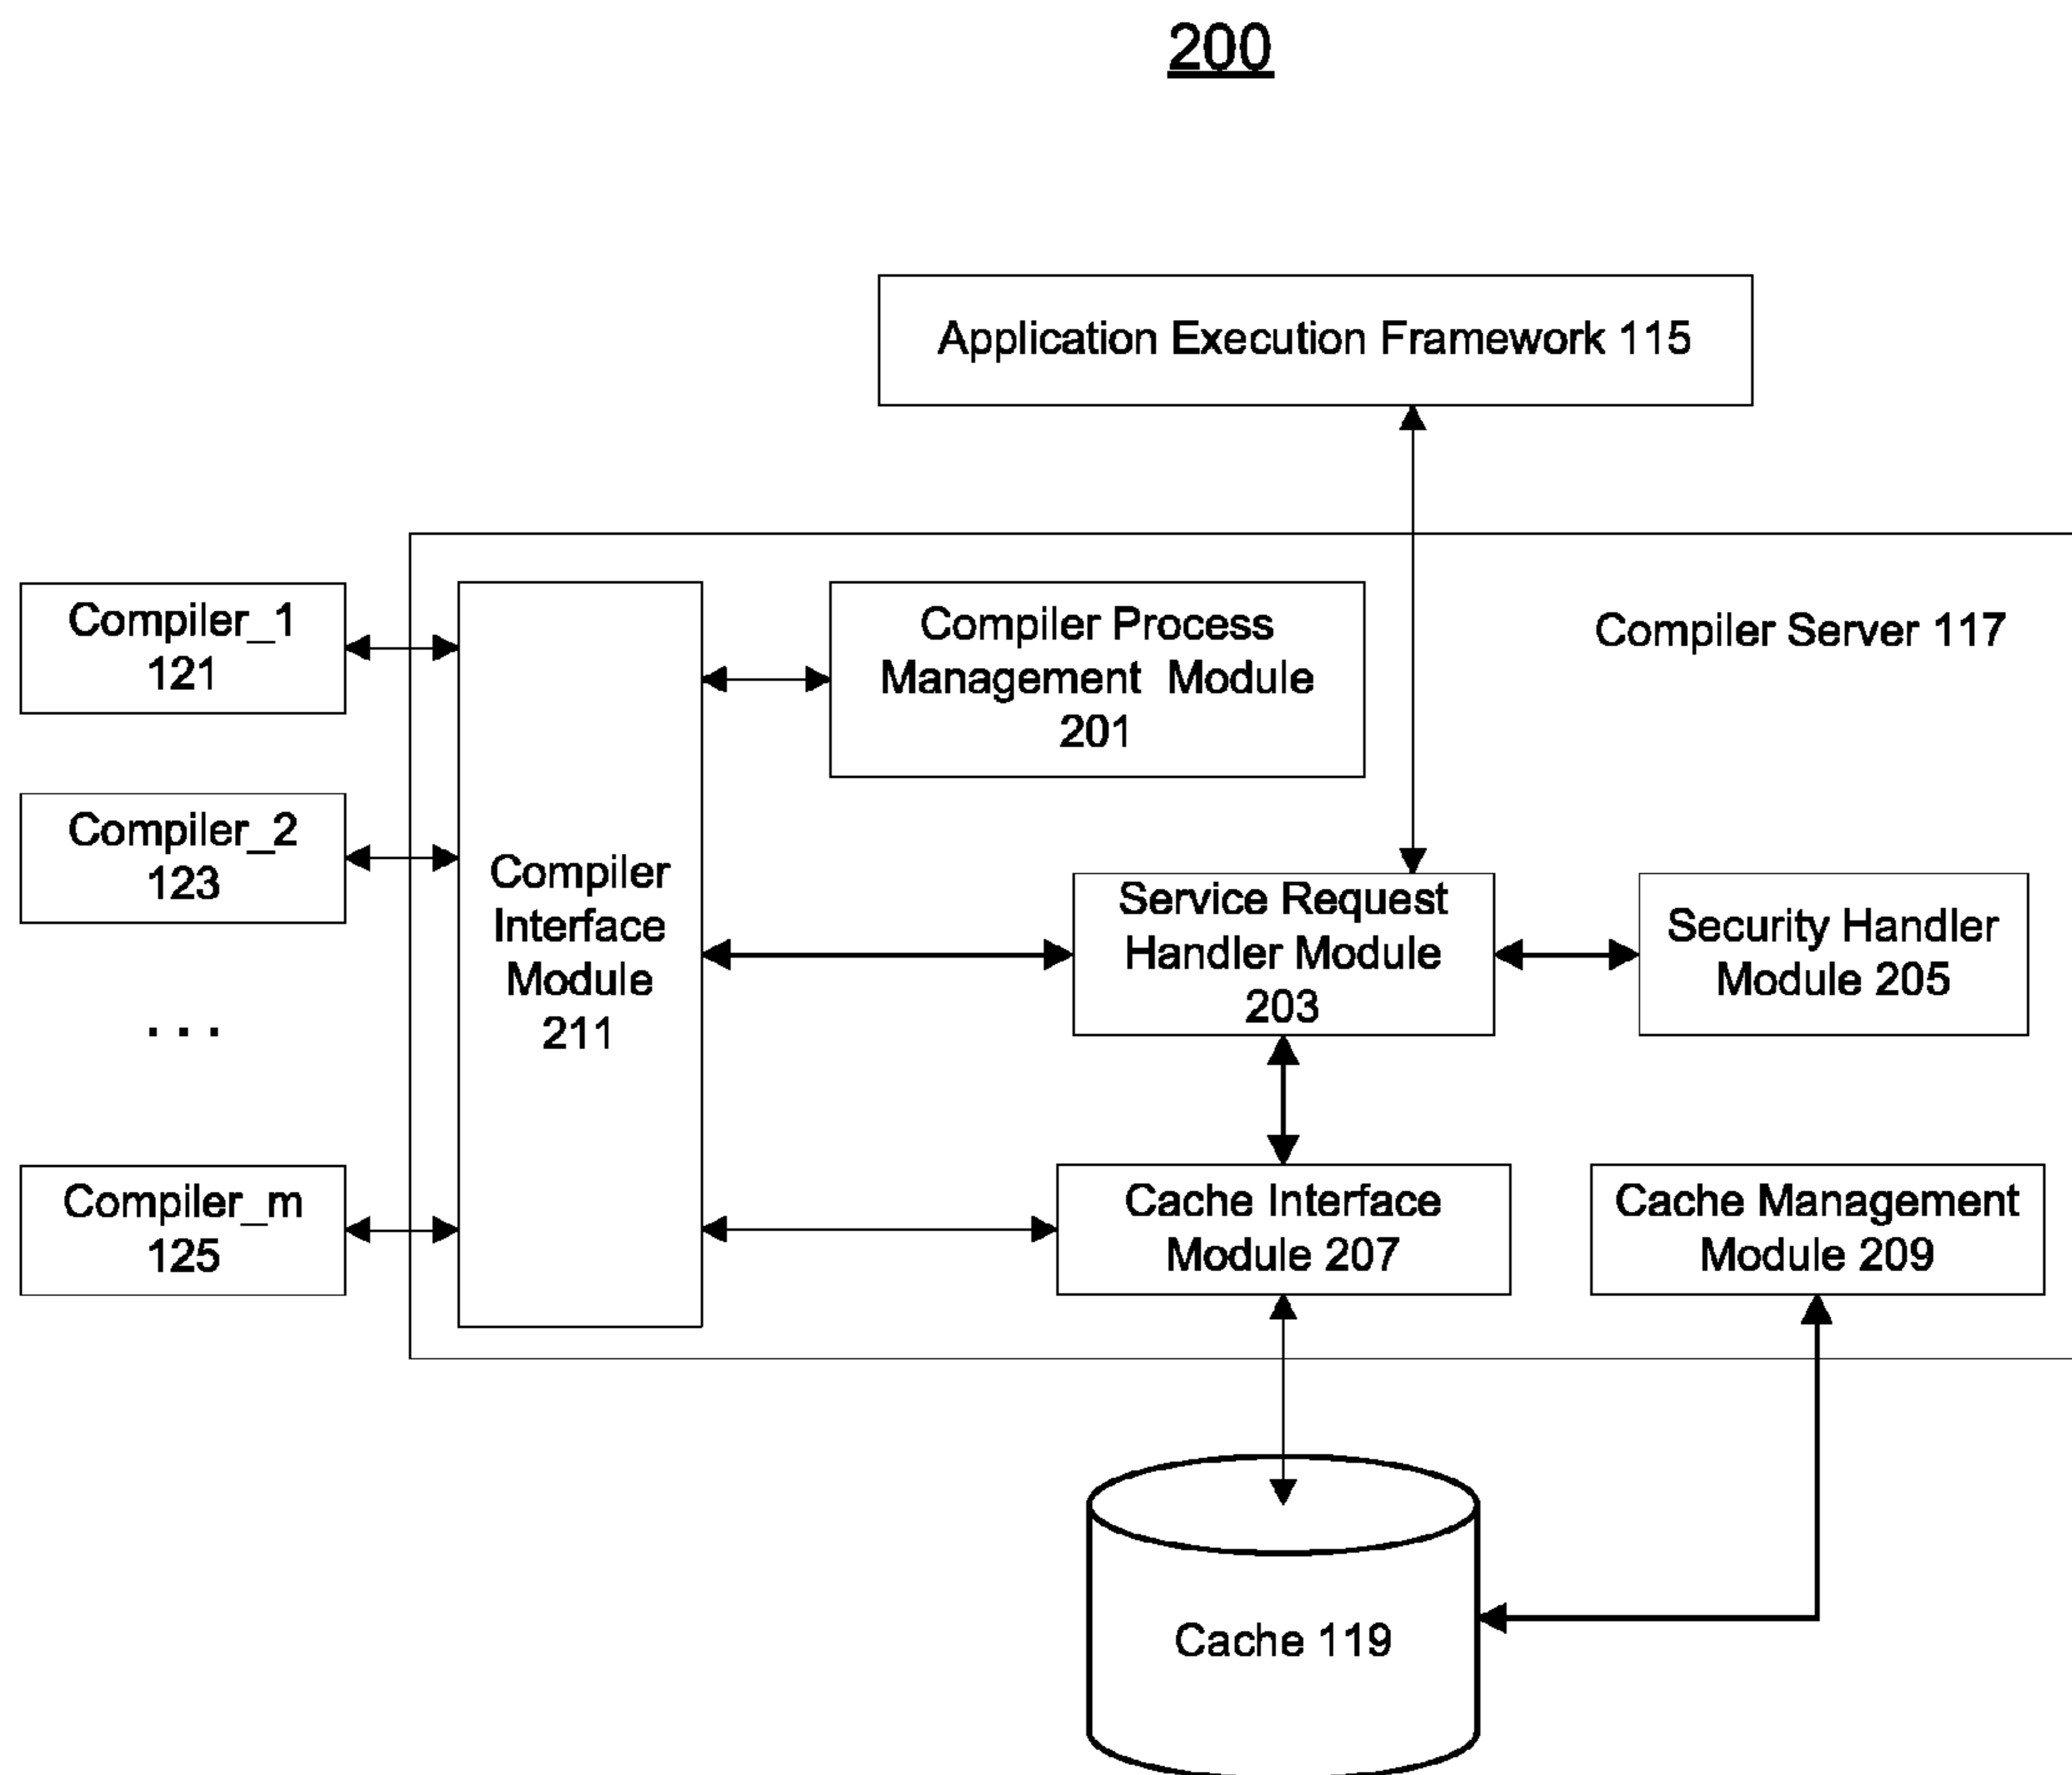 200
Application Execution Framework 115
Compiler Server 117
Compiler_1
121
Compiler Process
Management Module
201
Compiler_2
123
Compiler
Interface
Module
211
Service Request
Handler Module
203
Security Handler
Module 205
. . .
Compiler_m
125
Cache Interface
Module 207
Cache Management
Module 209
Cache 119